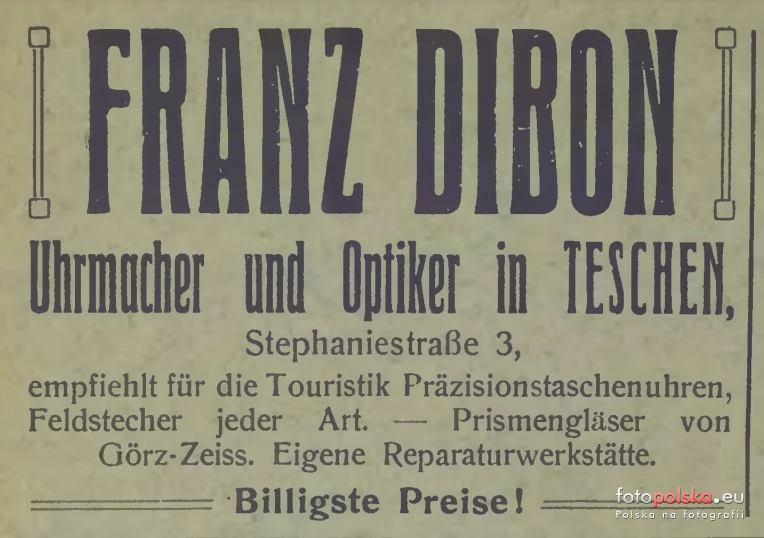 FRANZ DIBON
Uhrmacher und Optiker in TESCHEN,
Stephaniestraße 3,
empfiehlt für die Touristik Präzisionstaschenuhren,
Feldstecher jeder Art. — Prismengläser von
Görz-Zeiss. Eigene Reparaturwerkstätte.
Billigste Preise!
fotopolska.eu
Polska na fotografii